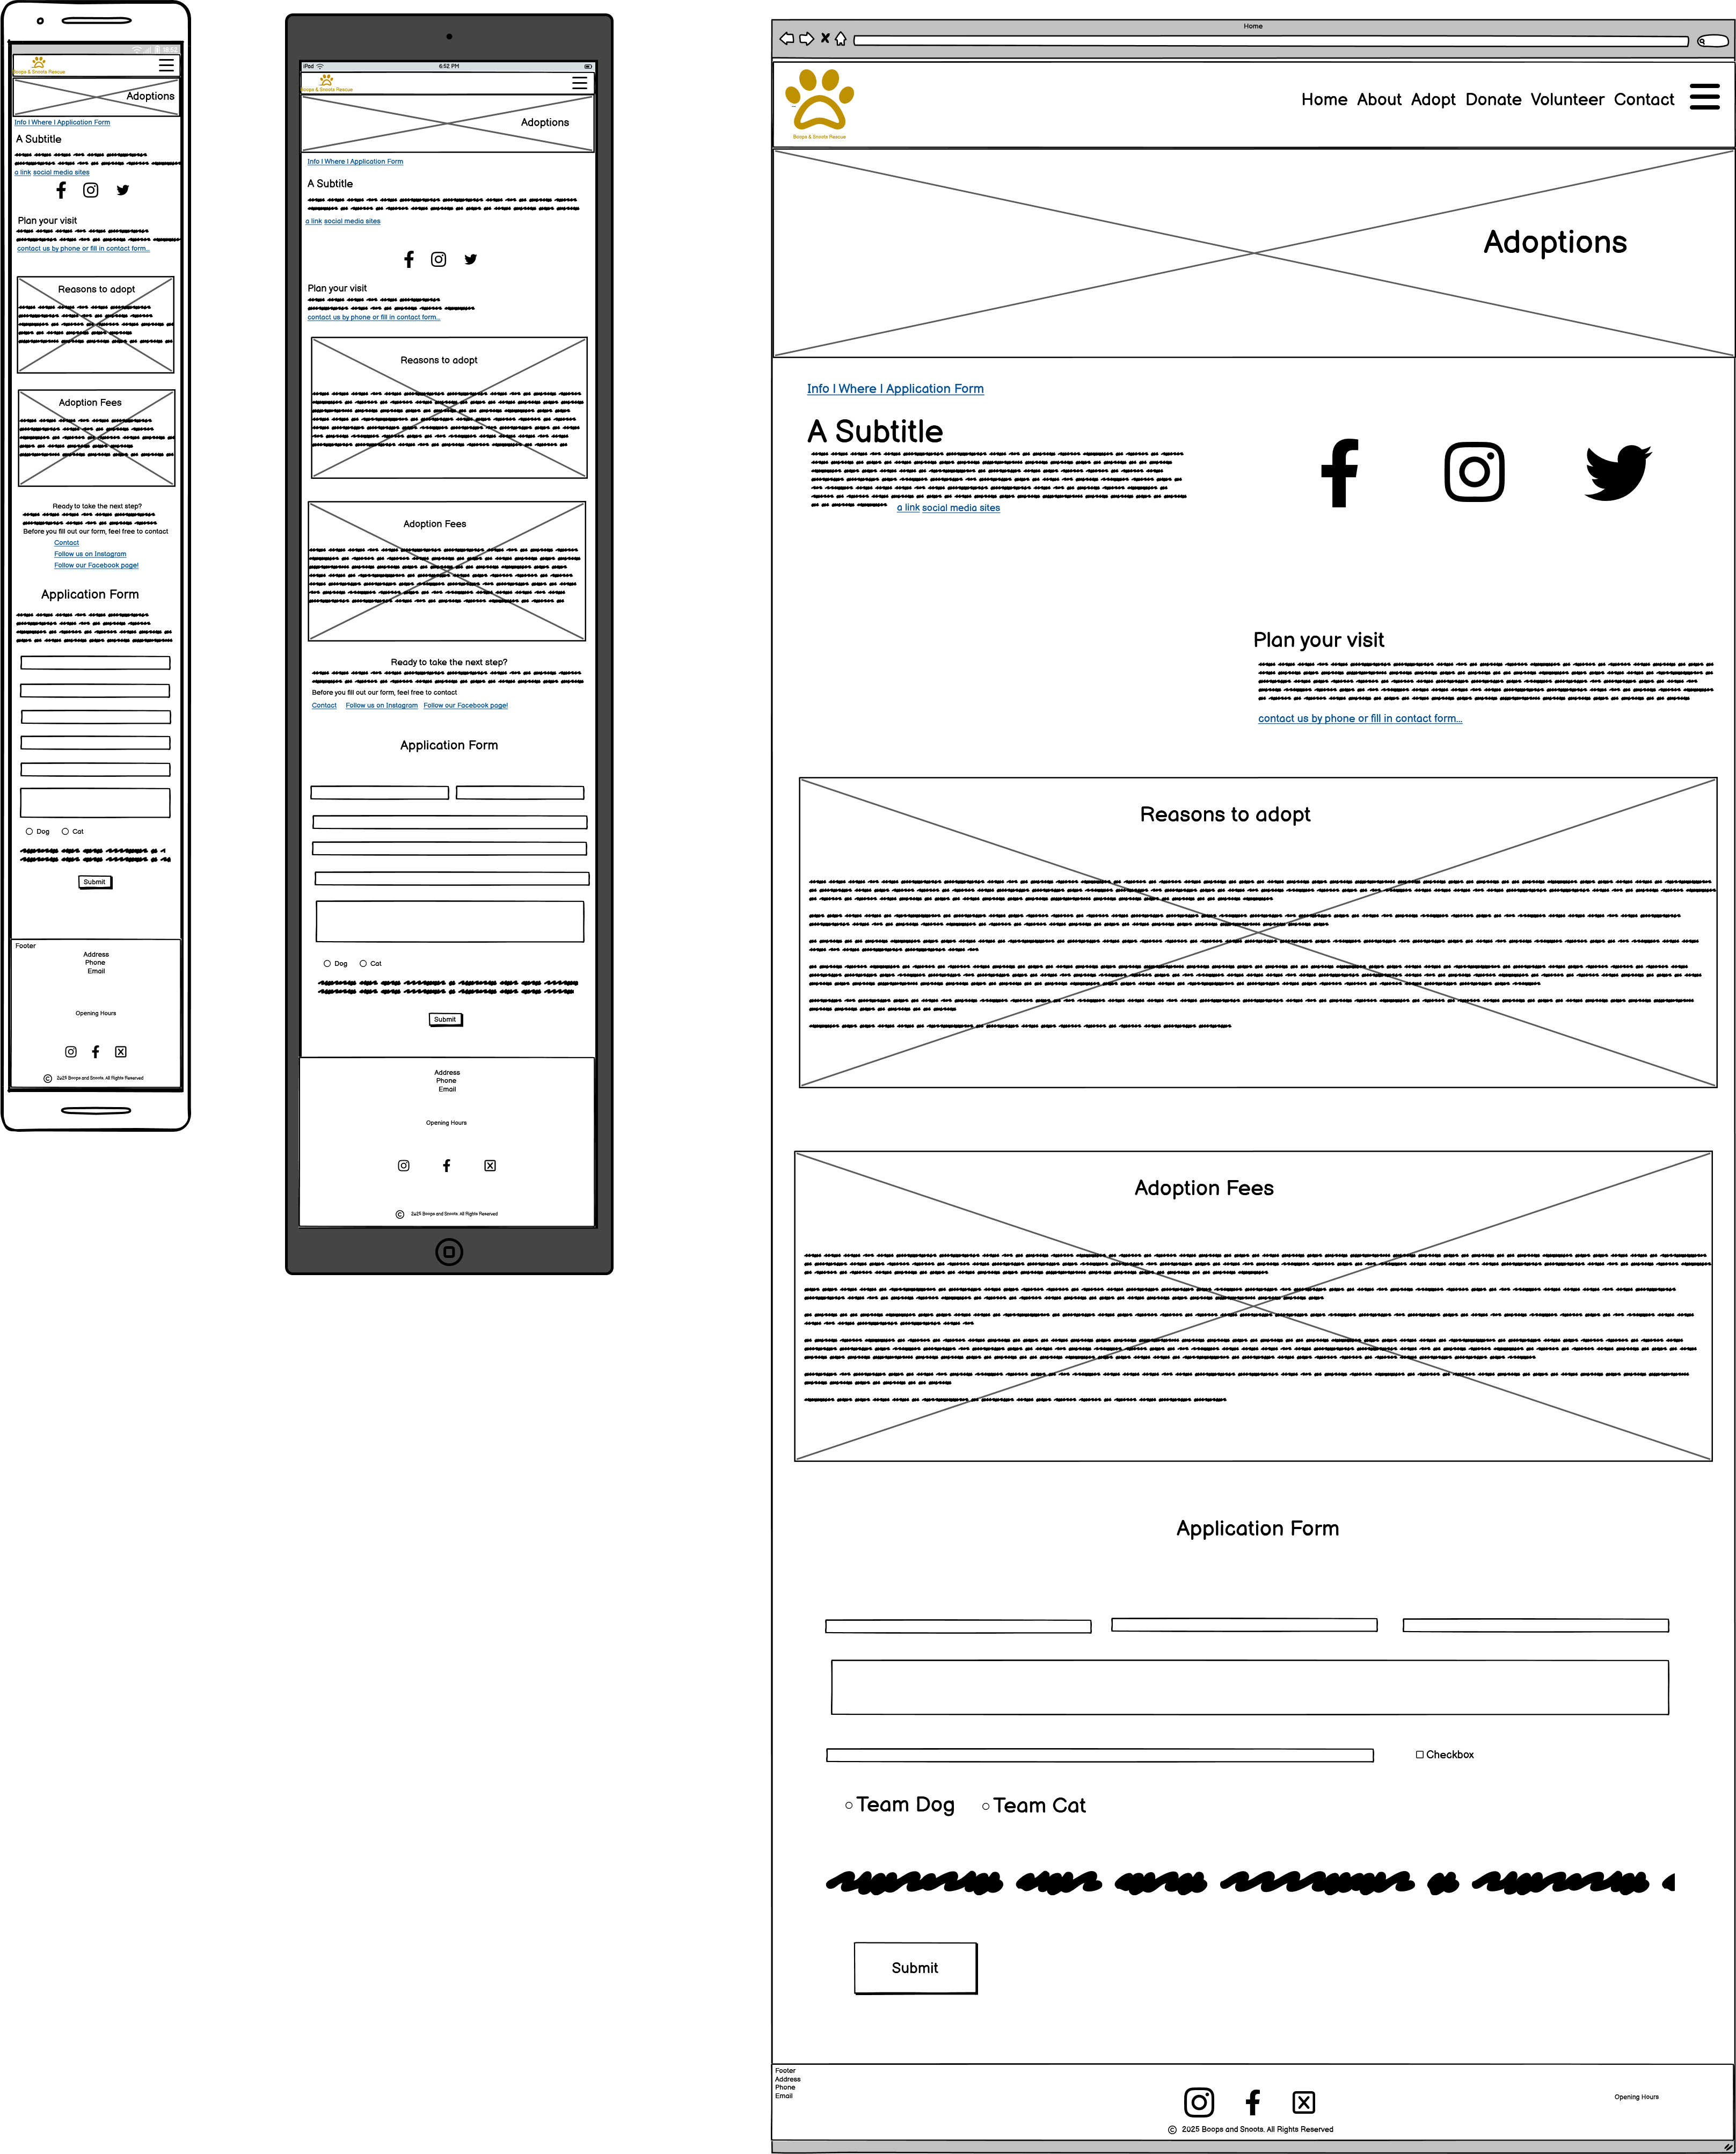 Boops & Snoots Rescue
Adoptions
Info | Where | Application Form
A Subtitle
a link social media sites
Plan your visit
contact us by phone or fill in contact form...
Reasons to adopt
Adoption Fees
Ready to take the next step?
Before you fill out our form, feel free to contact
Contact
Follow us on Instagram
Follow our Facebook page!
Application Form
Dog Cat
Submit
Footer
Address
Phone
Email
Opening Hours
© 2025 Boops and Snoots. All Rights Reserved
iPad 6:52 PM
Boops & Snoots Rescue
Adoptions
Info | Where | Application Form
A Subtitle
a link social media sites
Plan your visit
contact us by phone or fill in contact form...
Reasons to adopt
Adoption Fees
Ready to take the next step?
Before you fill out our form, feel free to contact
Contact Follow us on Instagram Follow our Facebook page!
Application Form
Dog Cat
Submit
Address
Phone
Email
Opening Hours
© 2025 Boops and Snoots. All Rights Reserved
Home
Boops & Snoots Rescue
Home About Adopt Donate Volunteer Contact
Adoptions
Info | Where | Application Form
A Subtitle
a link social media sites
Plan your visit
contact us by phone or fill in contact form...
Reasons to adopt
Adoption Fees
Application Form
Checkbox
Team Dog Team Cat
Submit
Footer
Address
Phone
Email
Opening Hours
© 2025 Boops and Snoots. All Rights Reserved